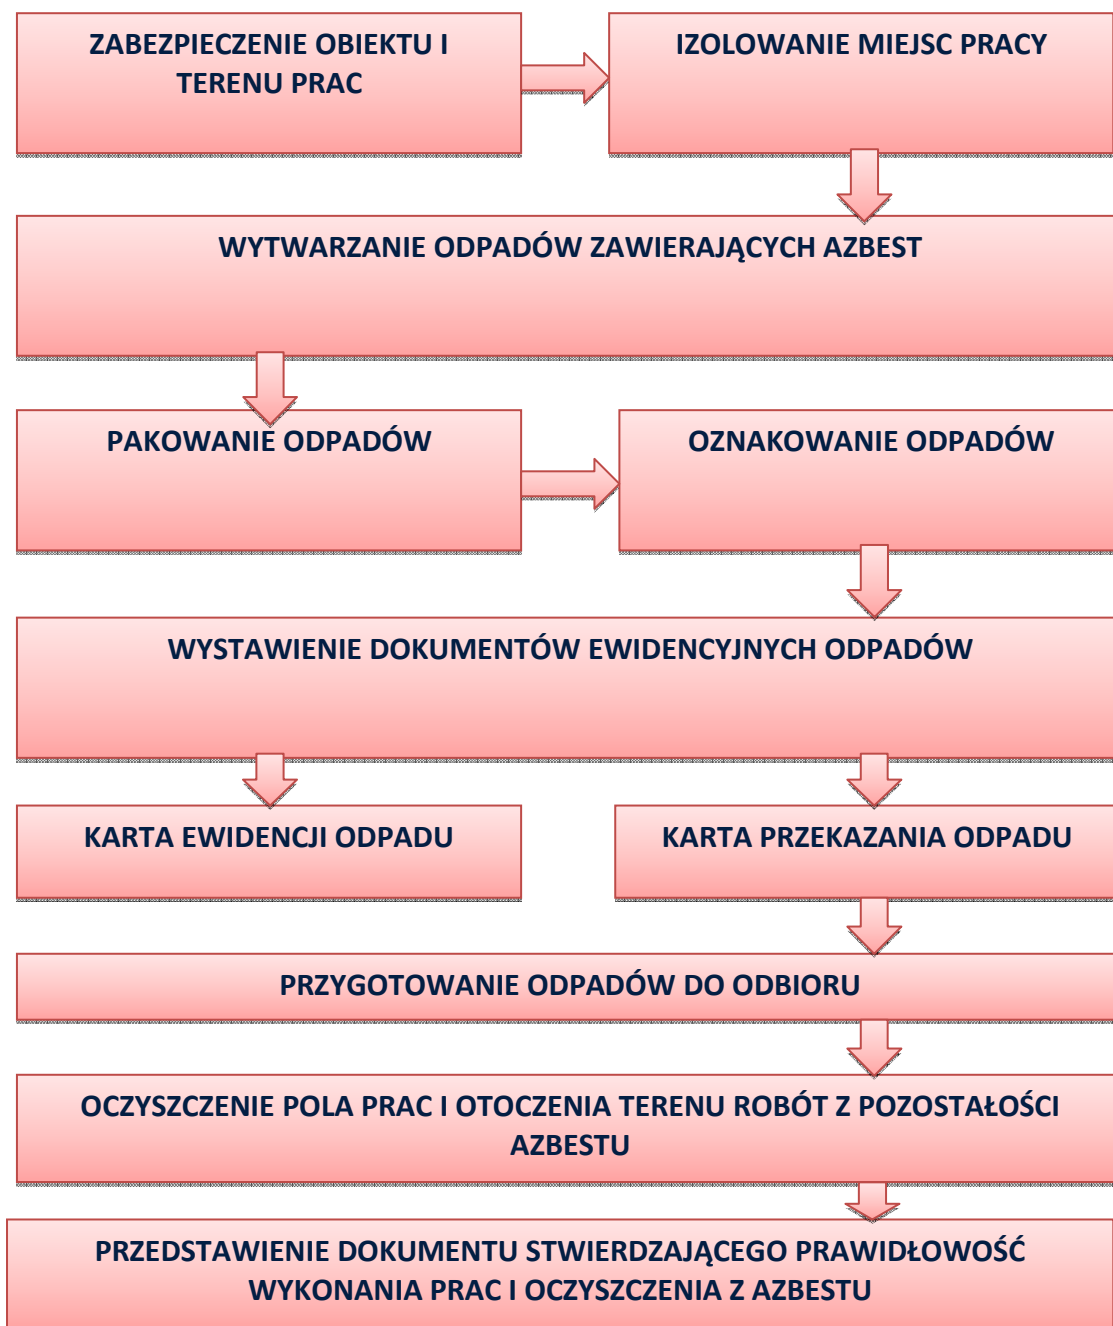 ZABEZPIECZENIE OBIEKTU I
TERENU PRAC
IZOLOWANIE MIEJSC PRACY
WYTWARZANIE ODPADÓW ZAWIERAJĄCYCH AZBEST
PAKOWANIE ODPADÓW
OZNAKOWANIE ODPADÓW
WYSTAWIENIE DOKUMENTÓW EWIDENCYJNYCH ODPADÓW
KARTA EWIDENCJI ODPADU
KARTA PRZEKAZANIA ODPADU
PRZYGOTOWANIE ODPADÓW DO ODBIORU
OCZYSZCZENIE POLA PRAC I OTOCZENIA TERENU ROBÓT Z POZOSTAŁOŚCI
AZBESTU
PRZEDSTAWIENIE DOKUMENTU STWIERDZAJĄCEGO PRAWIDŁOWOŚĆ
WYKONANIA PRAC I OCZYSZCZENIA Z AZBESTU